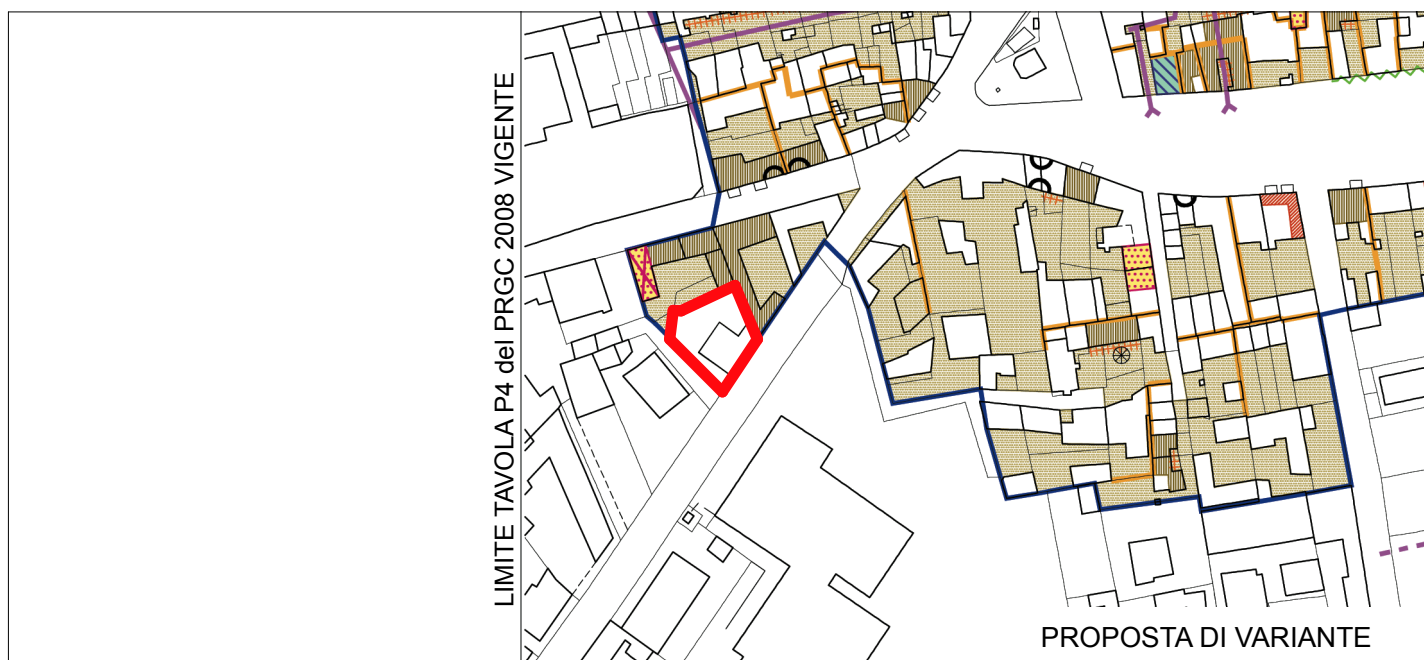 LIMITE TAVOLA P4 del PRGC 2008 VIGENTE
PROPOSTA DI VARIANTE